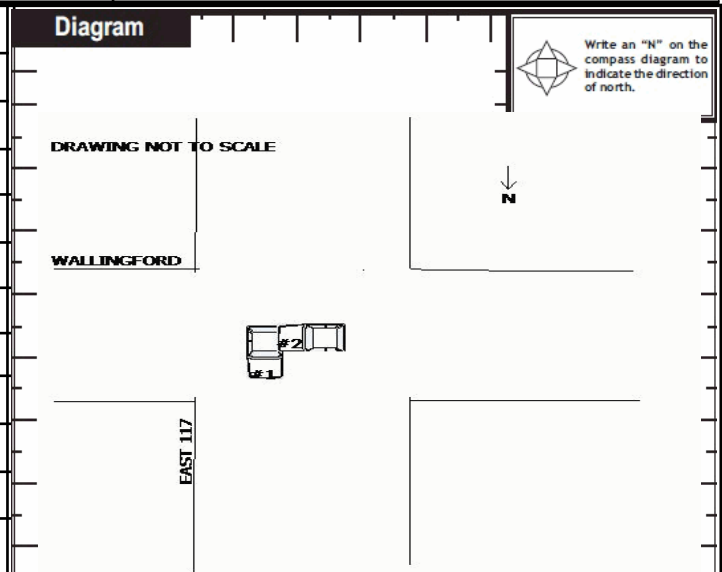 Diagram
Write an “N” on the
compass diagram to
indicate the direction
of north.
DRAWING NOT TO SCALE
N
WALLINGFORD
#2
#1
EAST 117